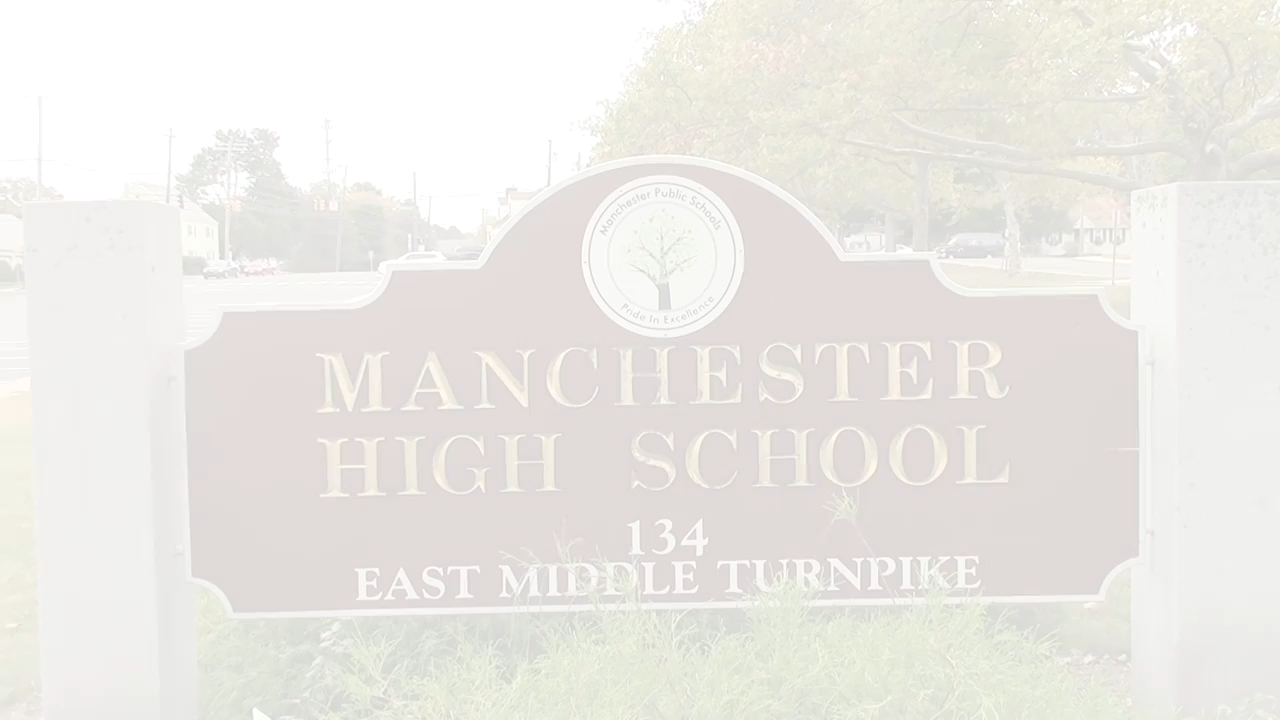 Manchester Public Schools
Pride In Excellence
MANCHESTER
HIGH SCHOOL
134
EAST MIDDLE TURNPIKE